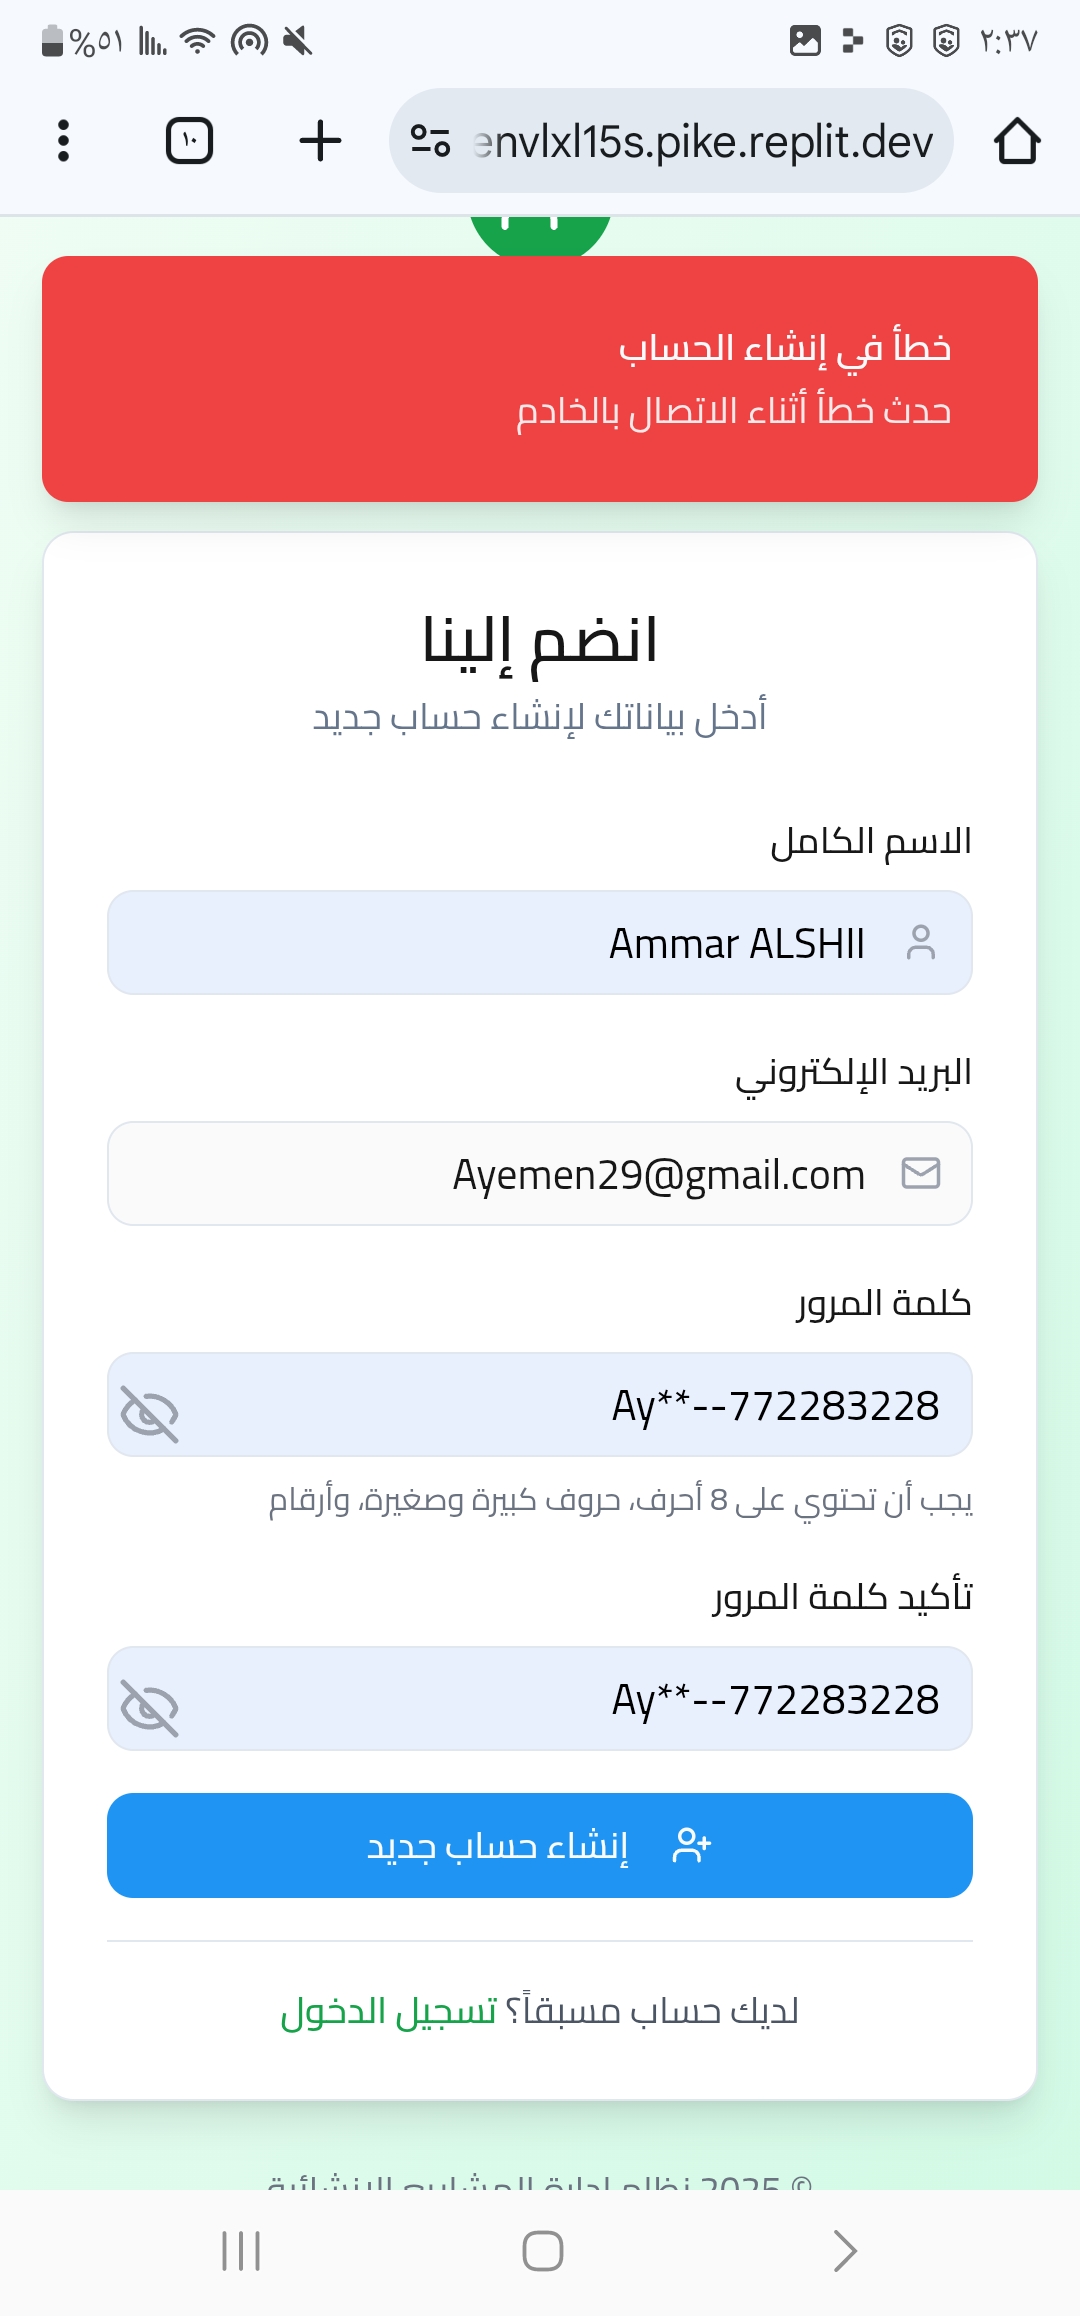 ٢:٣٧
%٥١
envlxl15s.pike.replit.dev
١٠
خطأ في إنشاء الحساب
حدث خطأ أثناء الاتصال بالخادم
انضم إلينا
أدخل بياناتك لإنشاء حساب جديد
الاسم الكامل
Ammar ALSHII
البريد الإلكتروني
Ayemen29@gmail.com
كلمة المرور
Ay**--772283228
يجب أن تحتوي على 8 أحرف، حروف كبيرة وصغيرة، وأرقام
تأكيد كلمة المرور
Ay**--772283228
إنشاء حساب جديد
لديك حساب مسبقاً؟ تسجيل الدخول
© 2025 نظام إدارة المشاريع الإنشائية